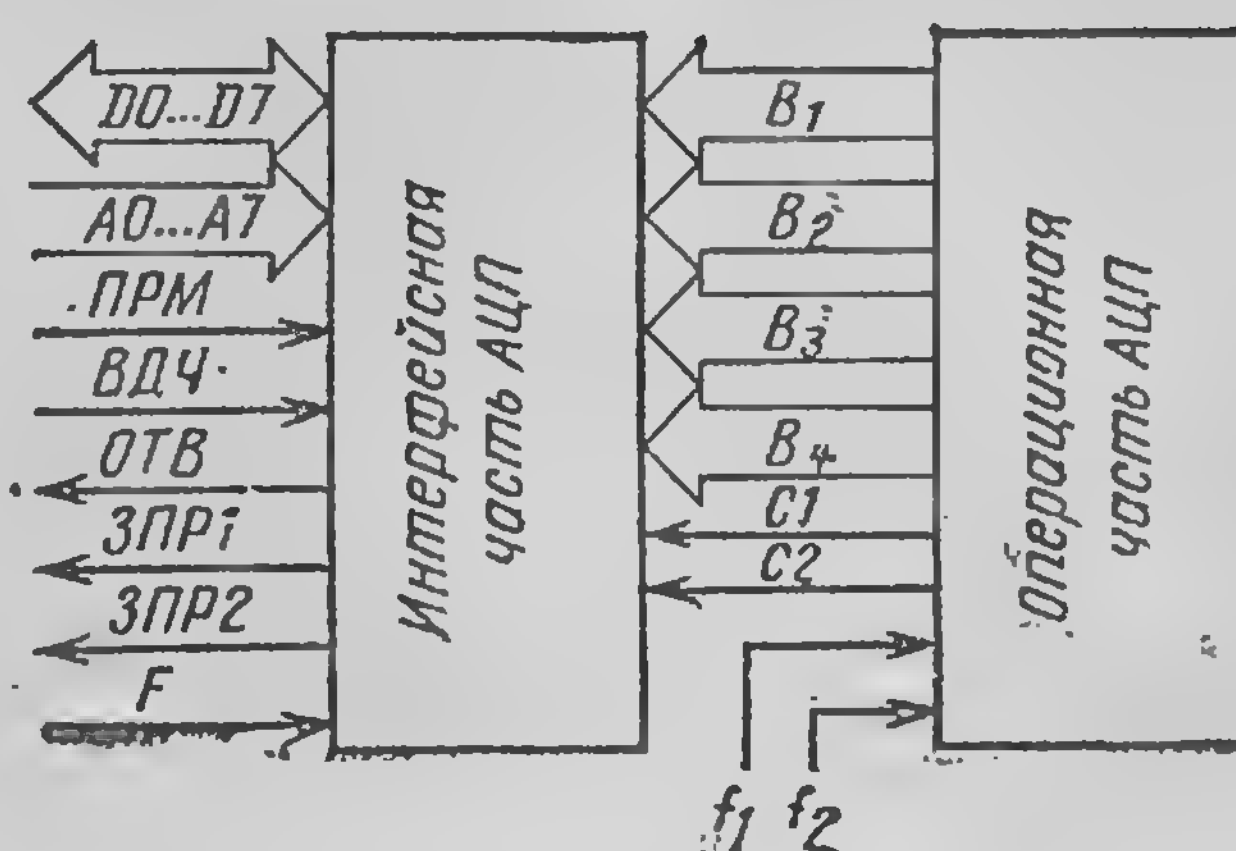 D0...D7
A0...A7
ПРМ
ВДЧ
ОТВ
ЗПР1
ЗПР2
F
Интерфейсная
часть АЦП
B1
B2
B3
B4
C1
C2
f1 f2
Операционная
часть АЦП